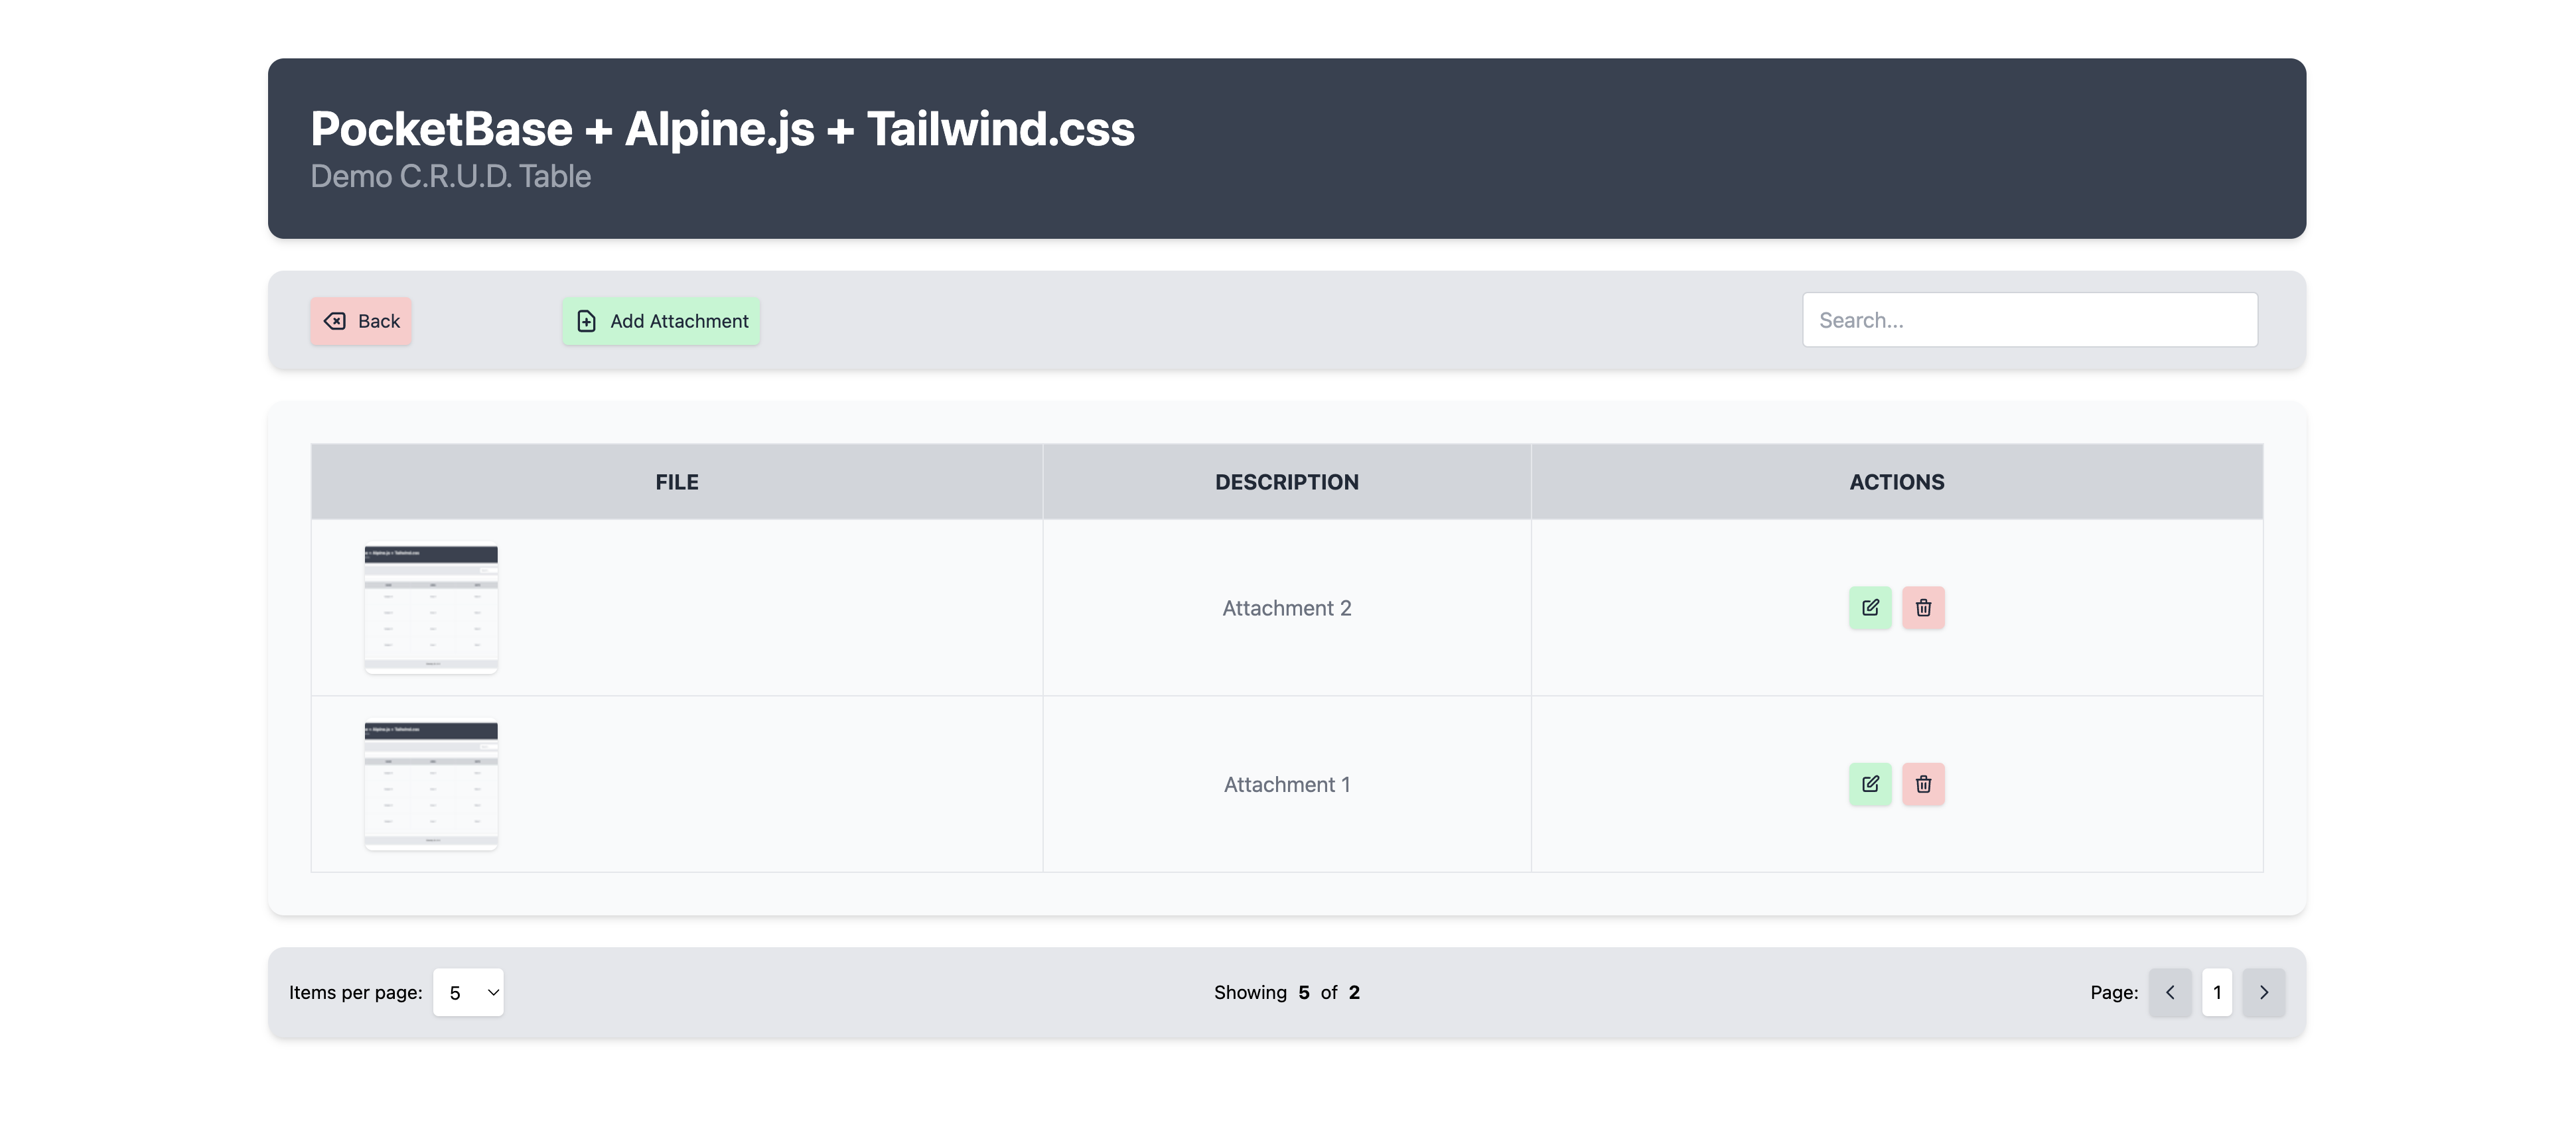 PocketBase + Alpine.js + Tailwind.css
Demo C.R.U.D. Table
Back
Add Attachment
Search...
FILE DESCRIPTION ACTIONS
Attachment 2
Attachment 1
Items per page: 5 Showing 5 of 2 Page: 1